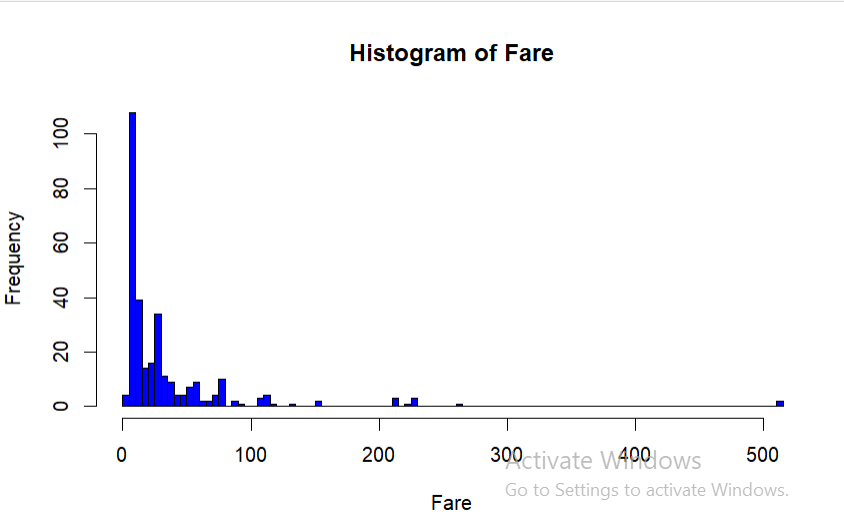 Histogram of Fare
Frequency
100
80
60
40
20
0
0 100 200 300 400 500
Fare
Activate Windows
Go to Settings to activate Windows.